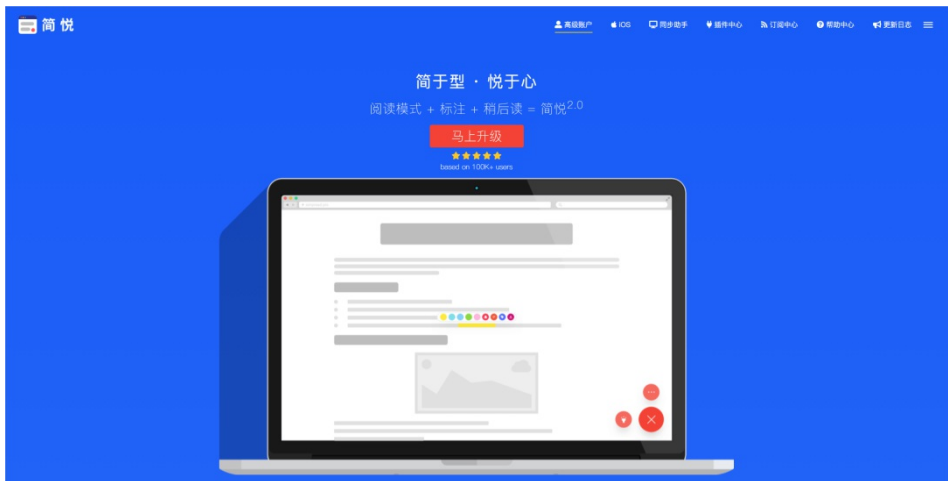 简悦
高级账户 iOS 同步助手 插件中心 订阅中心 帮助中心 更新日志
简于型 · 悦于心
阅读模式 + 标注 + 稍后读 = 简悦2.0
马上升级
based on 100K+ users